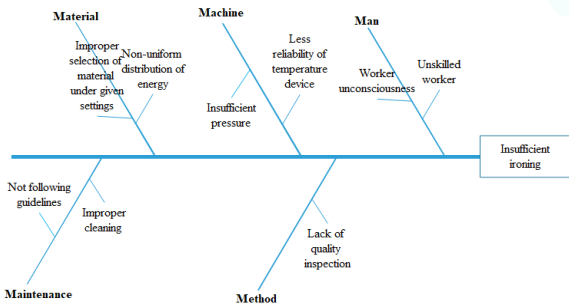 Material
Machine
Man
Improper
selection of
material
under given
settings
Non-uniform
distribution of
energy
Insufficient
pressure
Less
reliability of
temperature
device
Worker
unconsciousness
Unskilled
worker
Insufficient
ironing
Not following
guidelines
Improper
cleaning
Lack of
quality
inspection
Maintenance
Method